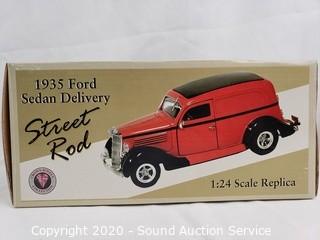 1935 Ford
Sedan Delivery
Street
Rod
1:24 Scale Replica
Copyright 2020 - Sound Auction Service